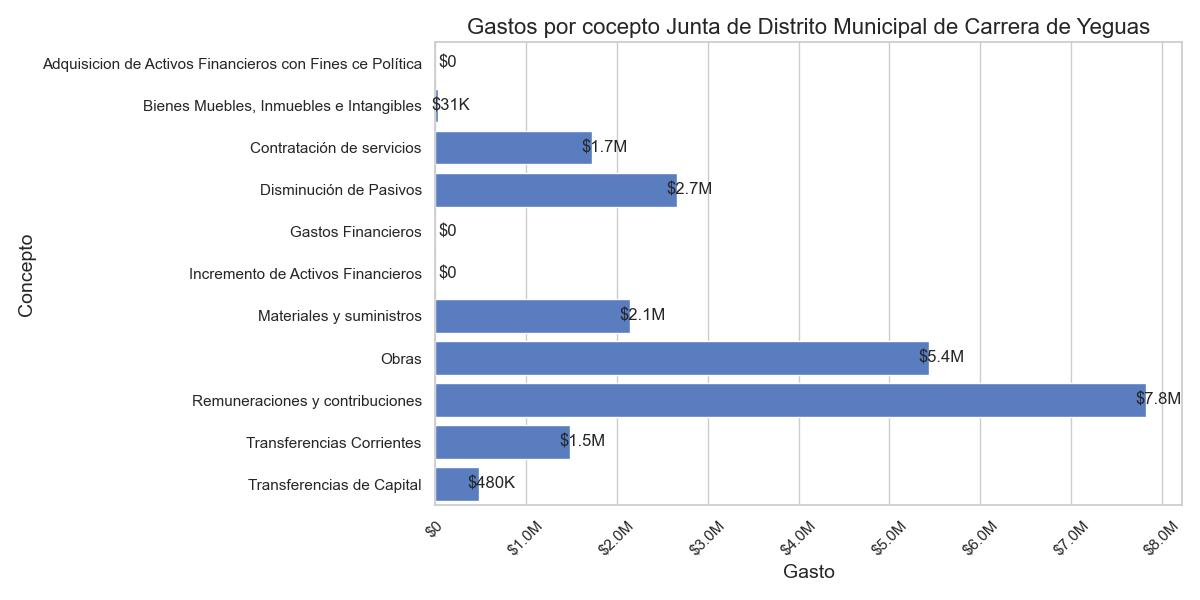 Gastos por cocepto Junta de Distrito Municipal de Carrera de Yeguas
Concepto
Adquisicion de Activos Financieros con Fines ce Política $0
Bienes Muebles, Inmuebles e Intangibles $31K
Contratación de servicios $1.7M
Disminución de Pasivos $2.7M
Gastos Financieros $0
Incremento de Activos Financieros $0
Materiales y suministros $2.1M
Obras $5.4M
Remuneraciones y contribuciones $7.8M
Transferencias Corrientes $1.5M
Transferencias de Capital $480K
$0 $1.0M $2.0M $3.0M $4.0M $5.0M $6.0M $7.0M $8.0M
Gasto